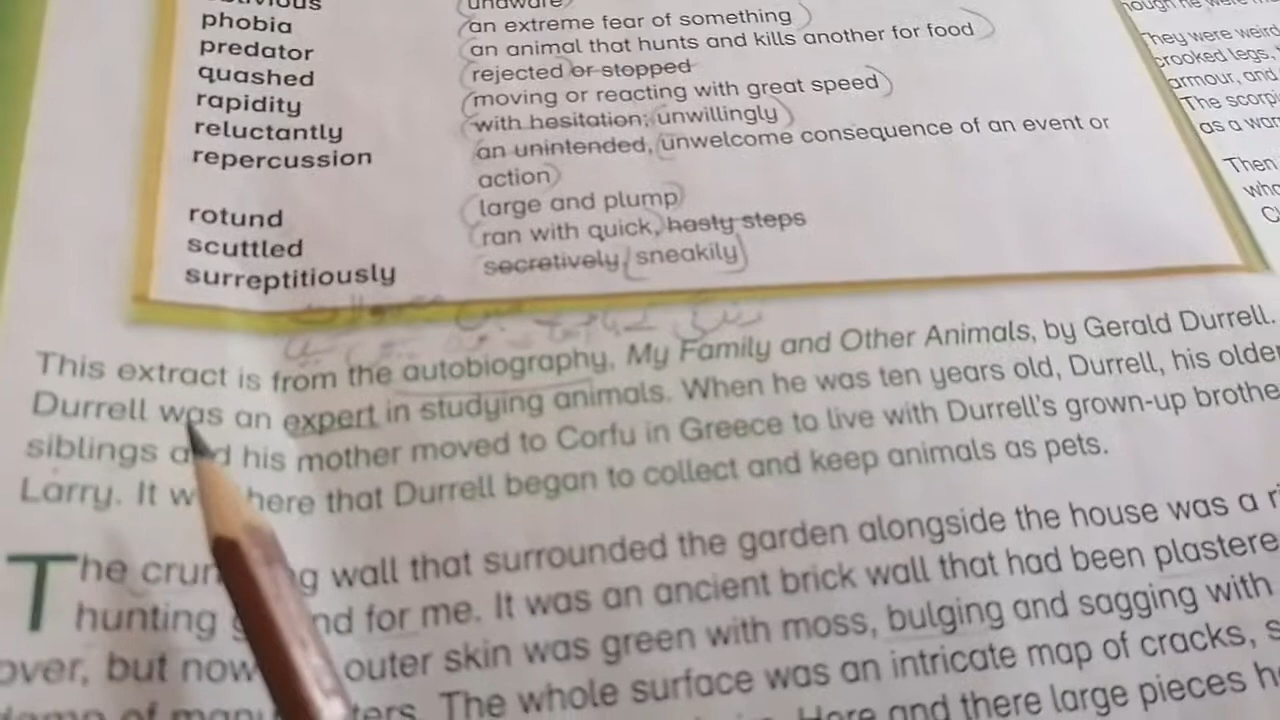 phobia an extreme fear of something
predator an animal that hunts and kills another for food
quashed rejected or stopped
rapidity moving or reacting with great speed
reluctantly with hesitation; unwillingly
repercussion an unintended, unwelcome consequence of an event or
action
rotund large and plump
scuttled ran with quick, hasty steps
surreptitiously secretively / sneakily
This extract is from the autobiography, My Family and Other Animals, by Gerald Durrell.
Durrell was an expert in studying animals. When he was ten years old, Durrell, his older
siblings and his mother moved to Corfu in Greece to live with Durrell's grown-up brothe
Larry. It w here that Durrell began to collect and keep animals as pets.
The crum g wall that surrounded the garden alongside the house was a
hunting g nd for me. It was an ancient brick wall that had been plastere
over, but now outer skin was green with moss, bulging and sagging with
The whole surface was an intricate map of cracks, s
Here and there large pieces h
They were weird
crooked legs,
armour, and
The scorpi
as a war
Then
who